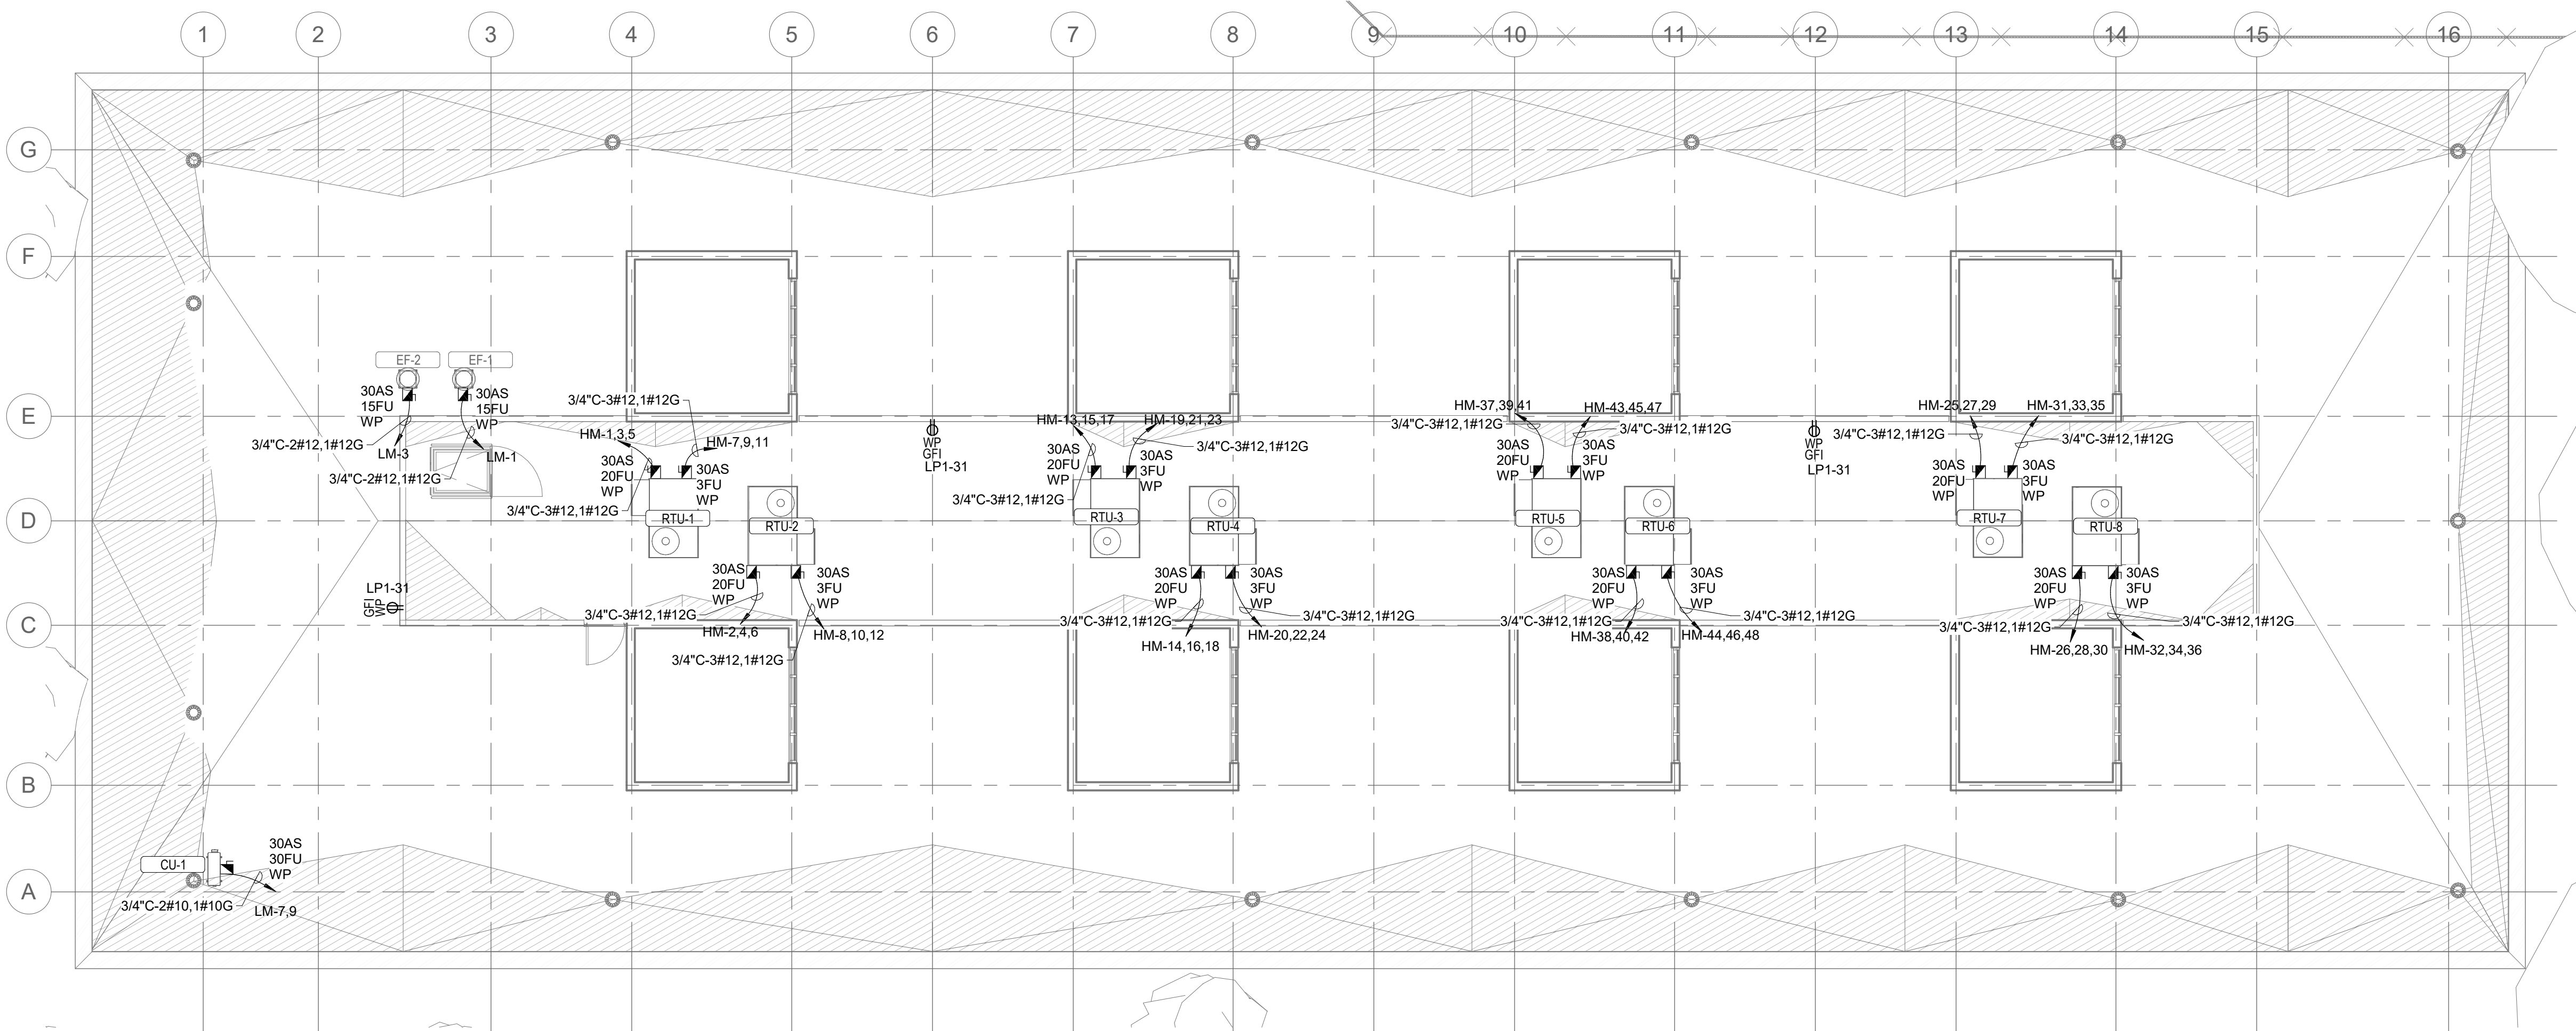 1 2 3 4 5 6 7 8 9 10 11 12 13 14 15 16
G
F
E
D
C
B
A
EF-2
EF-1
30AS
15FU
WP
30AS
15FU
WP
3/4"C-2#12,1#12G
LM-3
LM-1
3/4"C-2#12,1#12G
3/4"C-3#12,1#12G
HM-1,3,5
HM-7,9,11
30AS
20FU
WP
30AS
3FU
WP
3/4"C-3#12,1#12G
RTU-1
RTU-2
30AS
20FU
WP
30AS
3FU
WP
3/4"C-3#12,1#12G
HM-2,4,6
HM-8,10,12
3/4"C-3#12,1#12G
LP1-31
GFI
WP
WP
GFI
LP1-31
HM-13,15,17
HM-19,21,23
3/4"C-3#12,1#12G
30AS
20FU
WP
30AS
3FU
WP
3/4"C-3#12,1#12G
RTU-3
RTU-4
30AS
20FU
WP
30AS
3FU
WP
3/4"C-3#12,1#12G
3/4"C-3#12,1#12G
HM-14,16,18
HM-20,22,24
HM-37,39,41
HM-43,45,47
3/4"C-3#12,1#12G
3/4"C-3#12,1#12G
30AS
20FU
WP
30AS
3FU
WP
RTU-5
RTU-6
30AS
20FU
WP
30AS
3FU
WP
3/4"C-3#12,1#12G
3/4"C-3#12,1#12G
HM-38,40,42
HM-44,46,48
WP
GFI
LP1-31
HM-25,27,29
HM-31,33,35
3/4"C-3#12,1#12G
3/4"C-3#12,1#12G
30AS
20FU
WP
30AS
3FU
WP
RTU-7
RTU-8
30AS
20FU
WP
30AS
3FU
WP
3/4"C-3#12,1#12G
3/4"C-3#12,1#12G
HM-26,28,30
HM-32,34,36
CU-1
30AS
30FU
WP
3/4"C-2#10,1#10G
LM-7,9